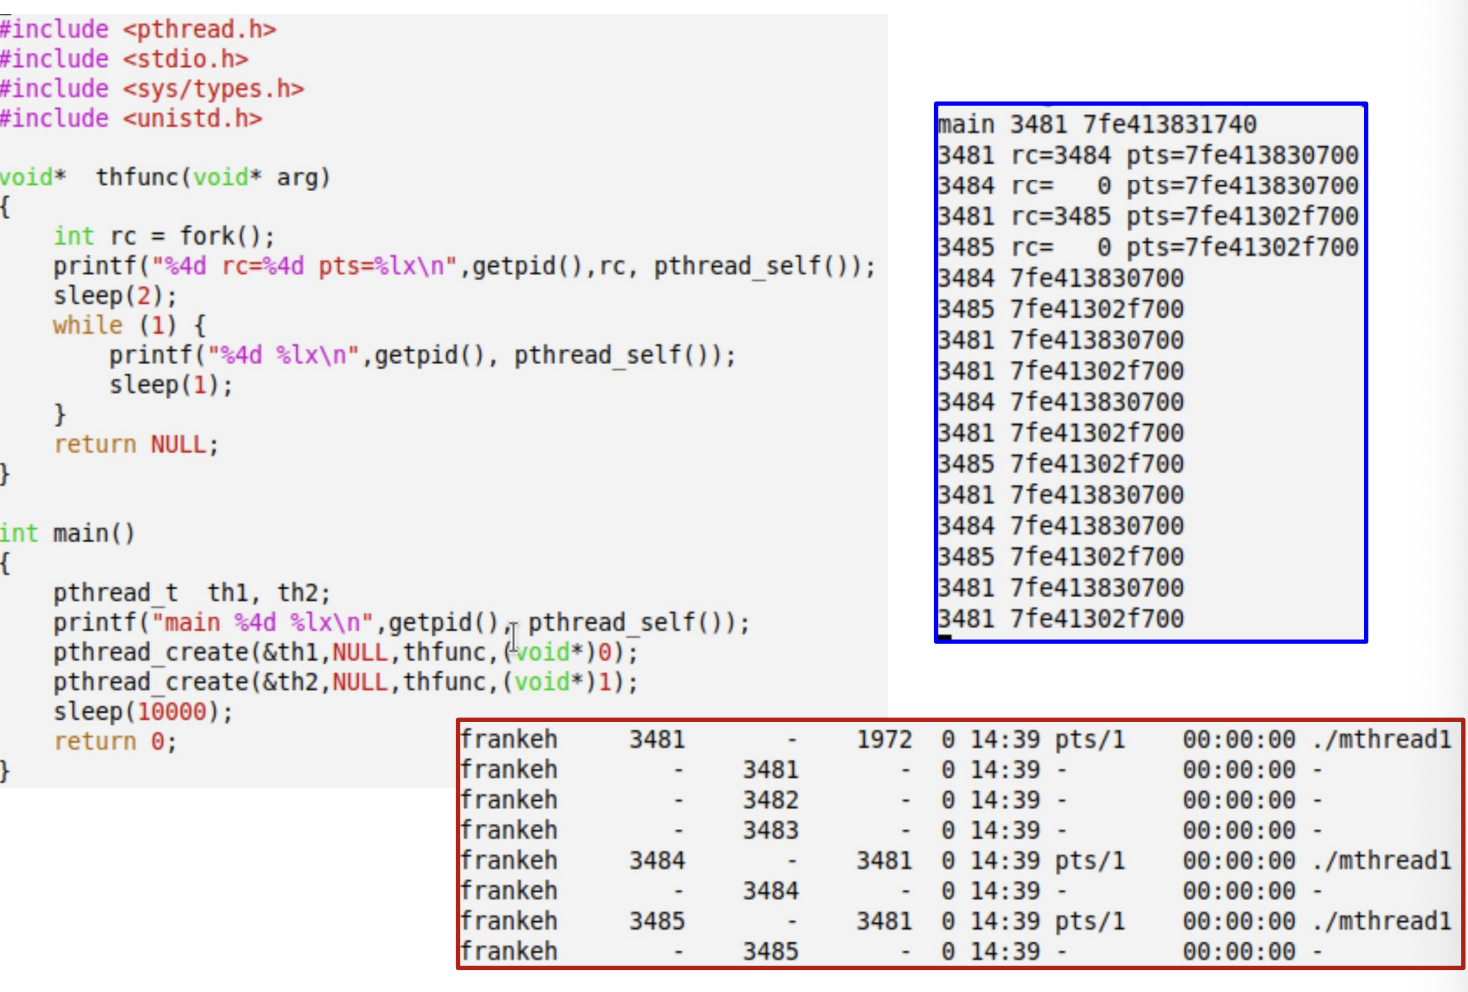 #include <pthread.h>
#include <stdio.h>
#include <sys/types.h>
#include <unistd.h>

void*  thfunc(void* arg)
{
    int rc = fork();
    printf("%4d rc=%4d pts=%lx\n",getpid(),rc, pthread_self());
    sleep(2);
    while (1) {
        printf("%4d %lx\n",getpid(), pthread_self());
        sleep(1);
    }
    return NULL;
}

int main()
{
    pthread_t  th1, th2;
    printf("main %4d %lx\n",getpid(), pthread_self());
    pthread_create(&th1,NULL,thfunc,(void*)0);
    pthread_create(&th2,NULL,thfunc,(void*)1);
    sleep(10000);
    return 0;
}

main 3481 7fe413831740
3481 rc=3484 pts=7fe413830700
3484 rc=   0 pts=7fe413830700
3481 rc=3485 pts=7fe41302f700
3485 rc=   0 pts=7fe41302f700
3484 7fe413830700
3485 7fe41302f700
3481 7fe413830700
3481 7fe41302f700
3484 7fe413830700
3481 7fe41302f700
3485 7fe41302f700
3481 7fe413830700
3484 7fe413830700
3485 7fe41302f700
3481 7fe413830700
3481 7fe41302f700

frankeh     3481      -    1972  0 14:39 pts/1    00:00:00 ./mthread1
frankeh        -   3481       -  0 14:39 -        00:00:00 -
frankeh        -   3482       -  0 14:39 -        00:00:00 -
frankeh        -   3483       -  0 14:39 -        00:00:00 -
frankeh     3484      -    3481  0 14:39 pts/1    00:00:00 ./mthread1
frankeh        -   3484       -  0 14:39 -        00:00:00 -
frankeh     3485      -    3481  0 14:39 pts/1    00:00:00 ./mthread1
frankeh        -   3485       -  0 14:39 -        00:00:00 -